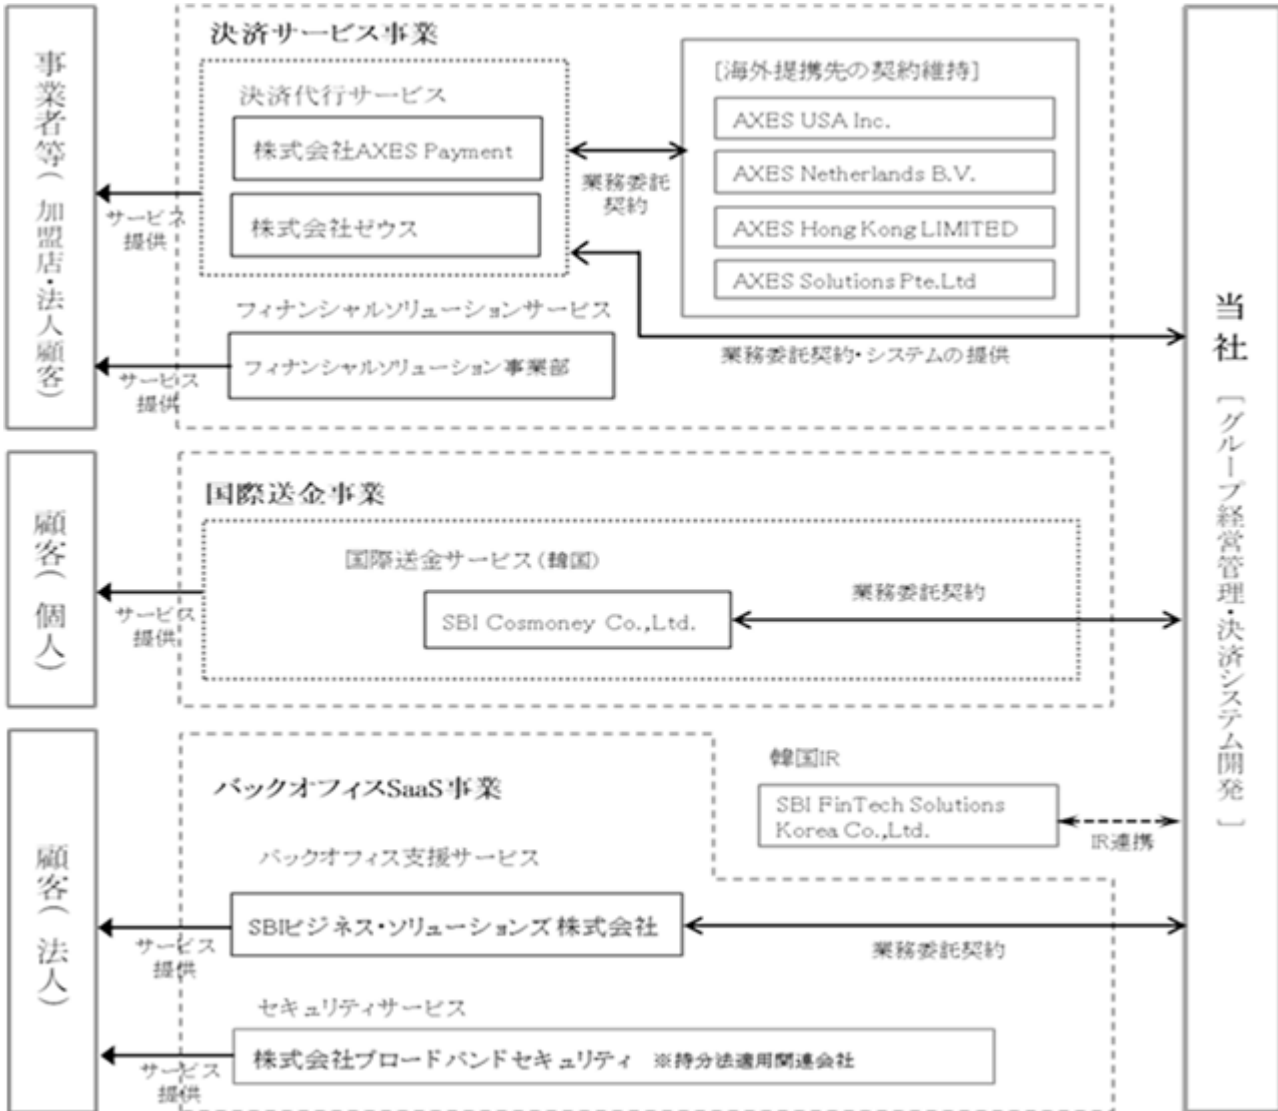 決済サービス事業
事業者等(加盟店・法人顧客)
決済代行サービス
株式会社AXES Payment
株式会社ゼウス
サービス
提供
業務委託
契約
[海外提携先の契約維持]
AXES USA Inc.
AXES Netherlands B.V.
AXES Hong Kong LIMITED
AXES Solutions Pte.Ltd
フィナンシャルソリューションサービス
フィナンシャルソリューション事業部
サービス
提供
業務委託契約・システムの提供
当社
[グループ経営管理・決済システム開発]
国際送金事業
顧客(個人)
国際送金サービス(韓国)
SBI Cosmoney Co.,Ltd.
サービス
提供
業務委託契約
バックオフィスSaaS事業
顧客(法人)
韓国IR
SBI FinTech Solutions
Korea Co.,Ltd.
IR連携
バックオフィス支援サービス
SBIビジネス・ソリューションズ 株式会社
サービス
提供
業務委託契約
セキュリティサービス
株式会社ブロードバンドセキュリティ ※持分法適用関連会社
サービス
提供